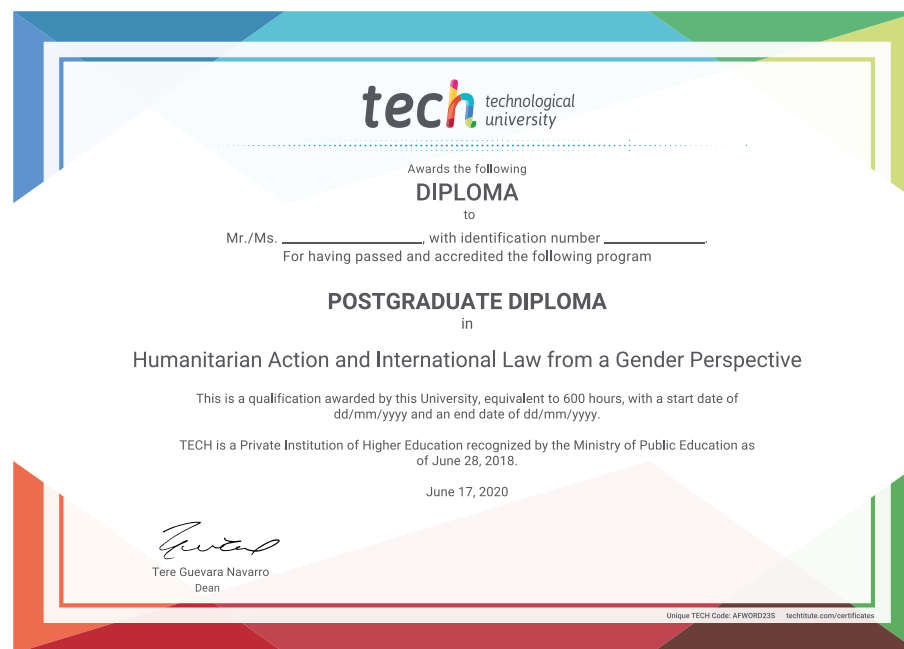 tech technological
university
Awards the following
DIPLOMA
to
Mr./Ms. ____________________, with identification number ______________.
For having passed and accredited the following program
POSTGRADUATE DIPLOMA
in
Humanitarian Action and International Law from a Gender Perspective
This is a qualification awarded by this University, equivalent to 600 hours, with a start date of
dd/mm/yyyy and an end date of dd/mm/yyyy.
TECH is a Private Institution of Higher Education recognized by the Ministry of Public Education as
of June 28, 2018.
June 17, 2020
Tere Guevara Navarro
Dean
Unique TECH Code: AFWORD23S techtitute.com/certificates